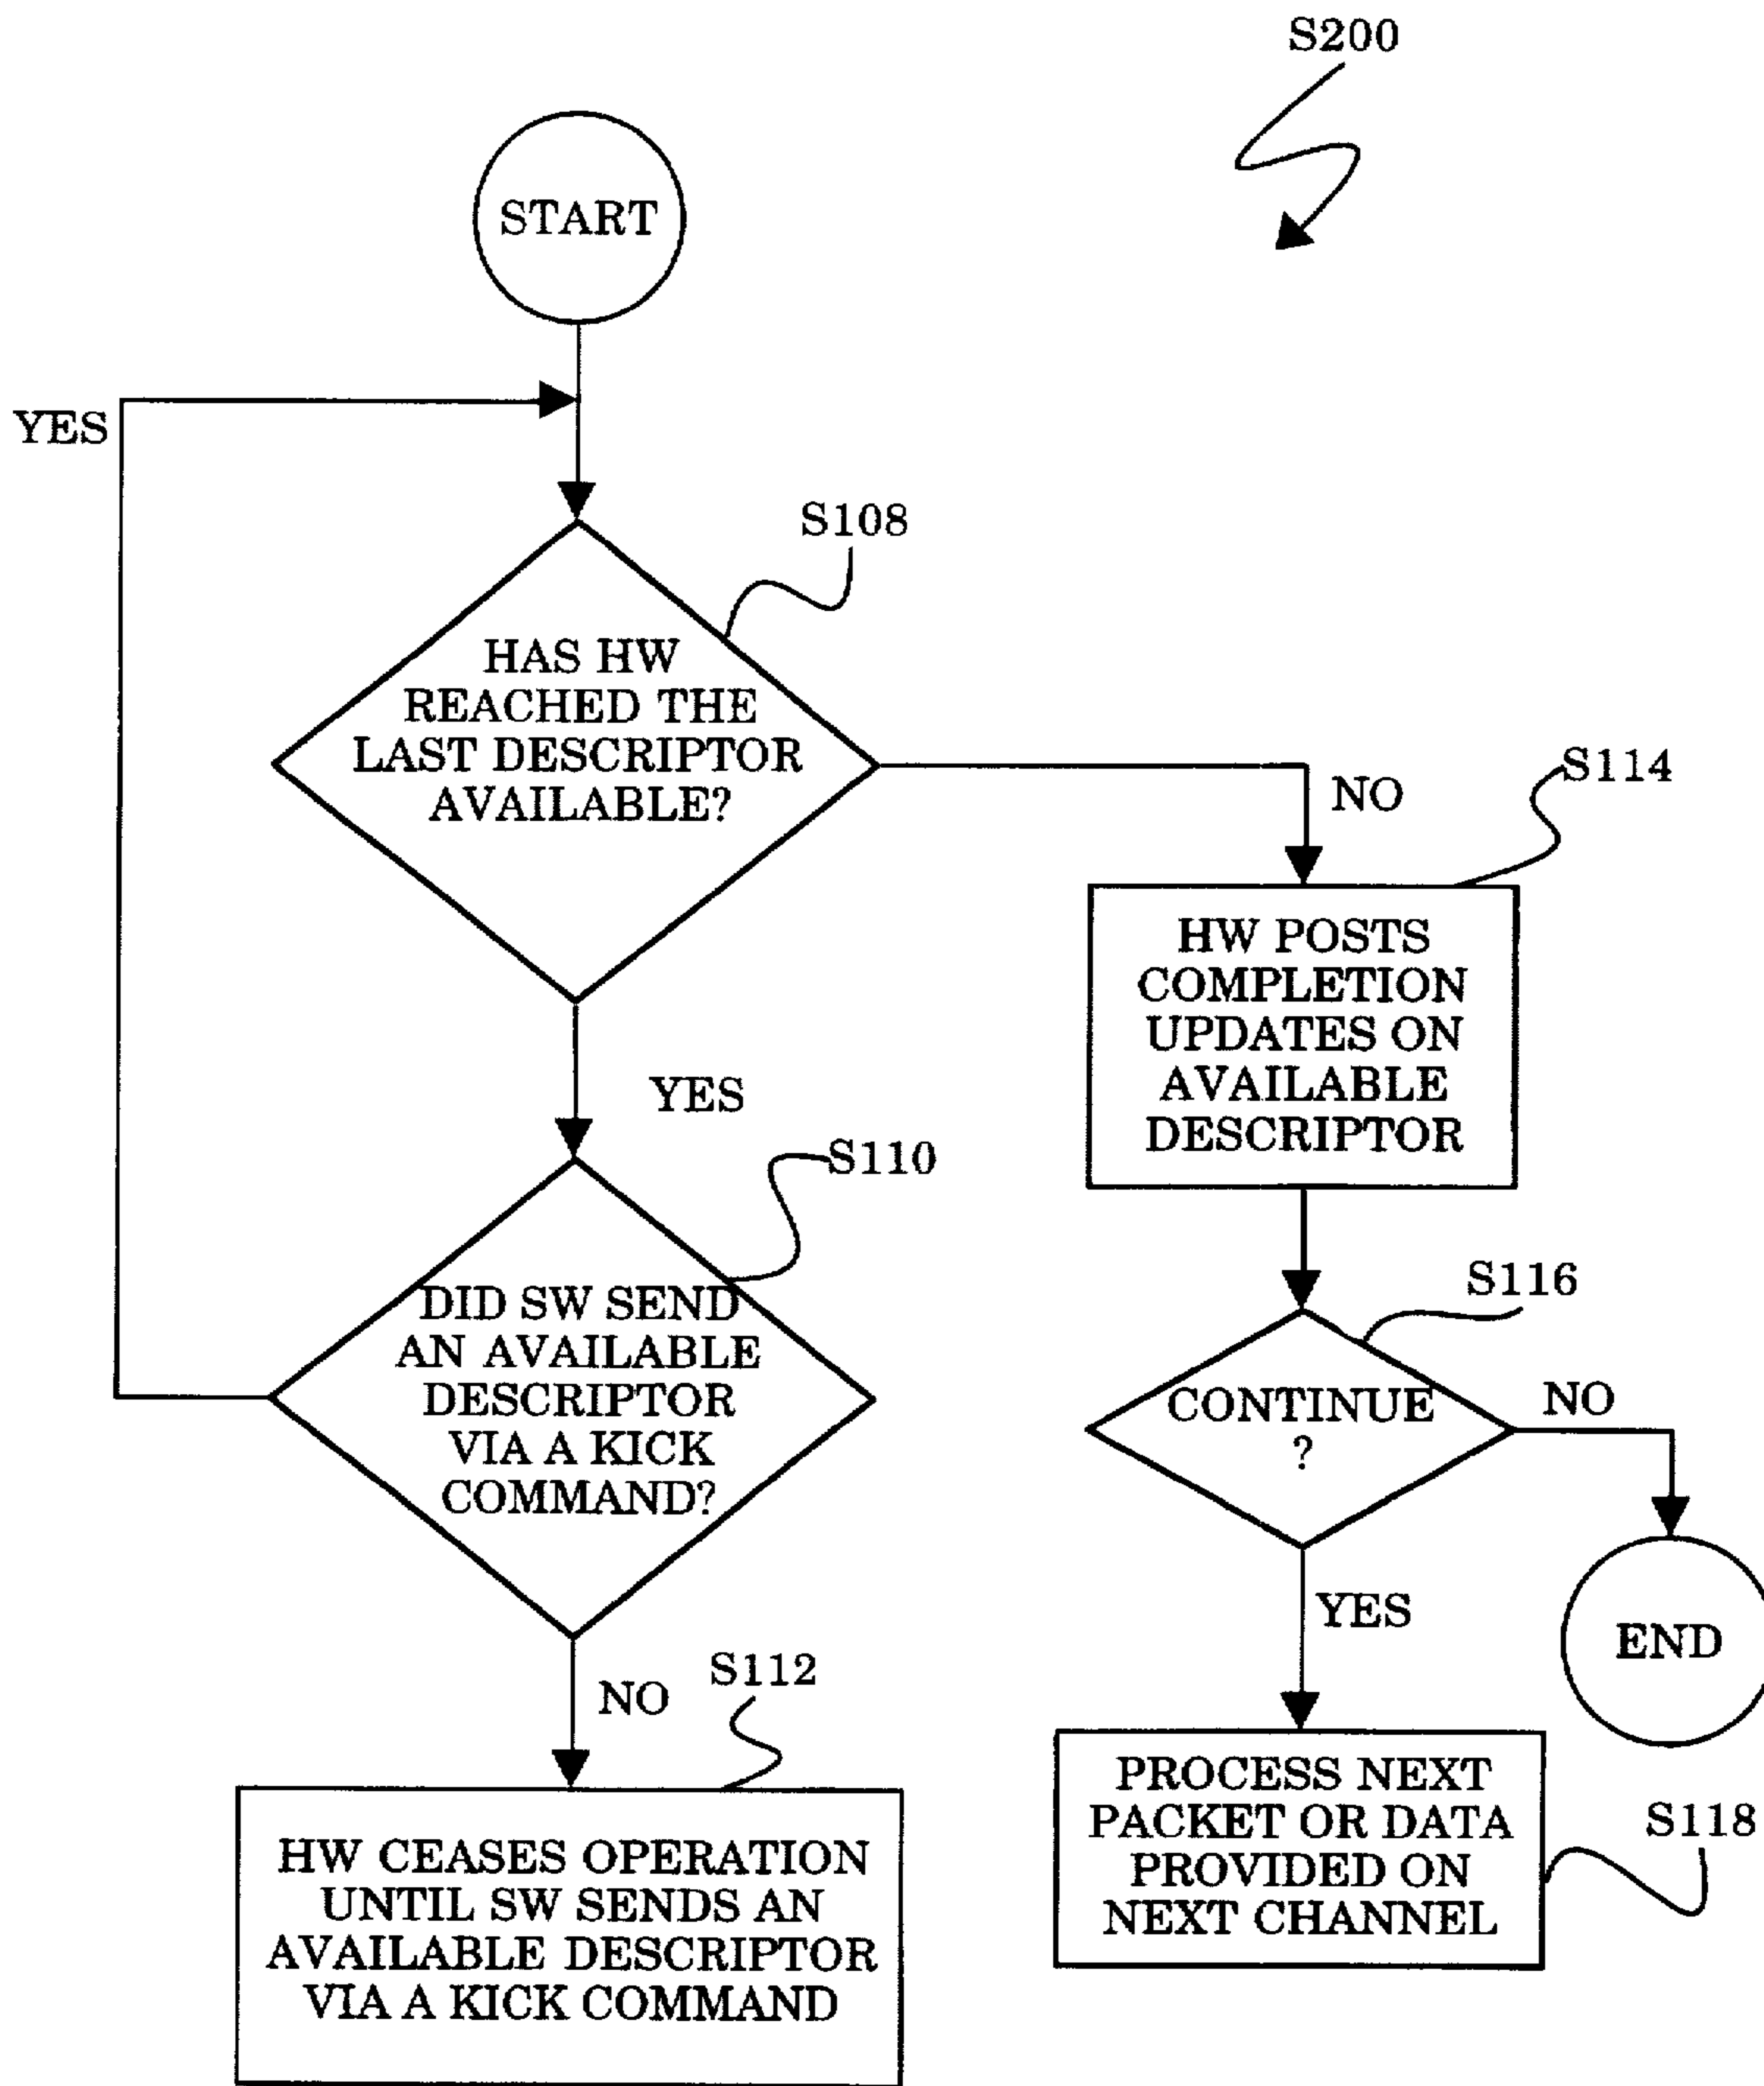 S200
START
YES
S108
HAS HW
REACHED THE
LAST DESCRIPTOR
AVAILABLE?
NO
S114
HW POSTS
COMPLETION
UPDATES ON
AVAILABLE
DESCRIPTOR
YES
S110
DID SW SEND
AN AVAILABLE
DESCRIPTOR
VIA A KICK
COMMAND?
S116
CONTINUE
?
NO
YES
END
NO
S112
HW CEASES OPERATION
UNTIL SW SENDS AN
AVAILABLE DESCRIPTOR
VIA A KICK COMMAND
PROCESS NEXT
PACKET OR DATA
PROVIDED ON
NEXT CHANNEL
S118